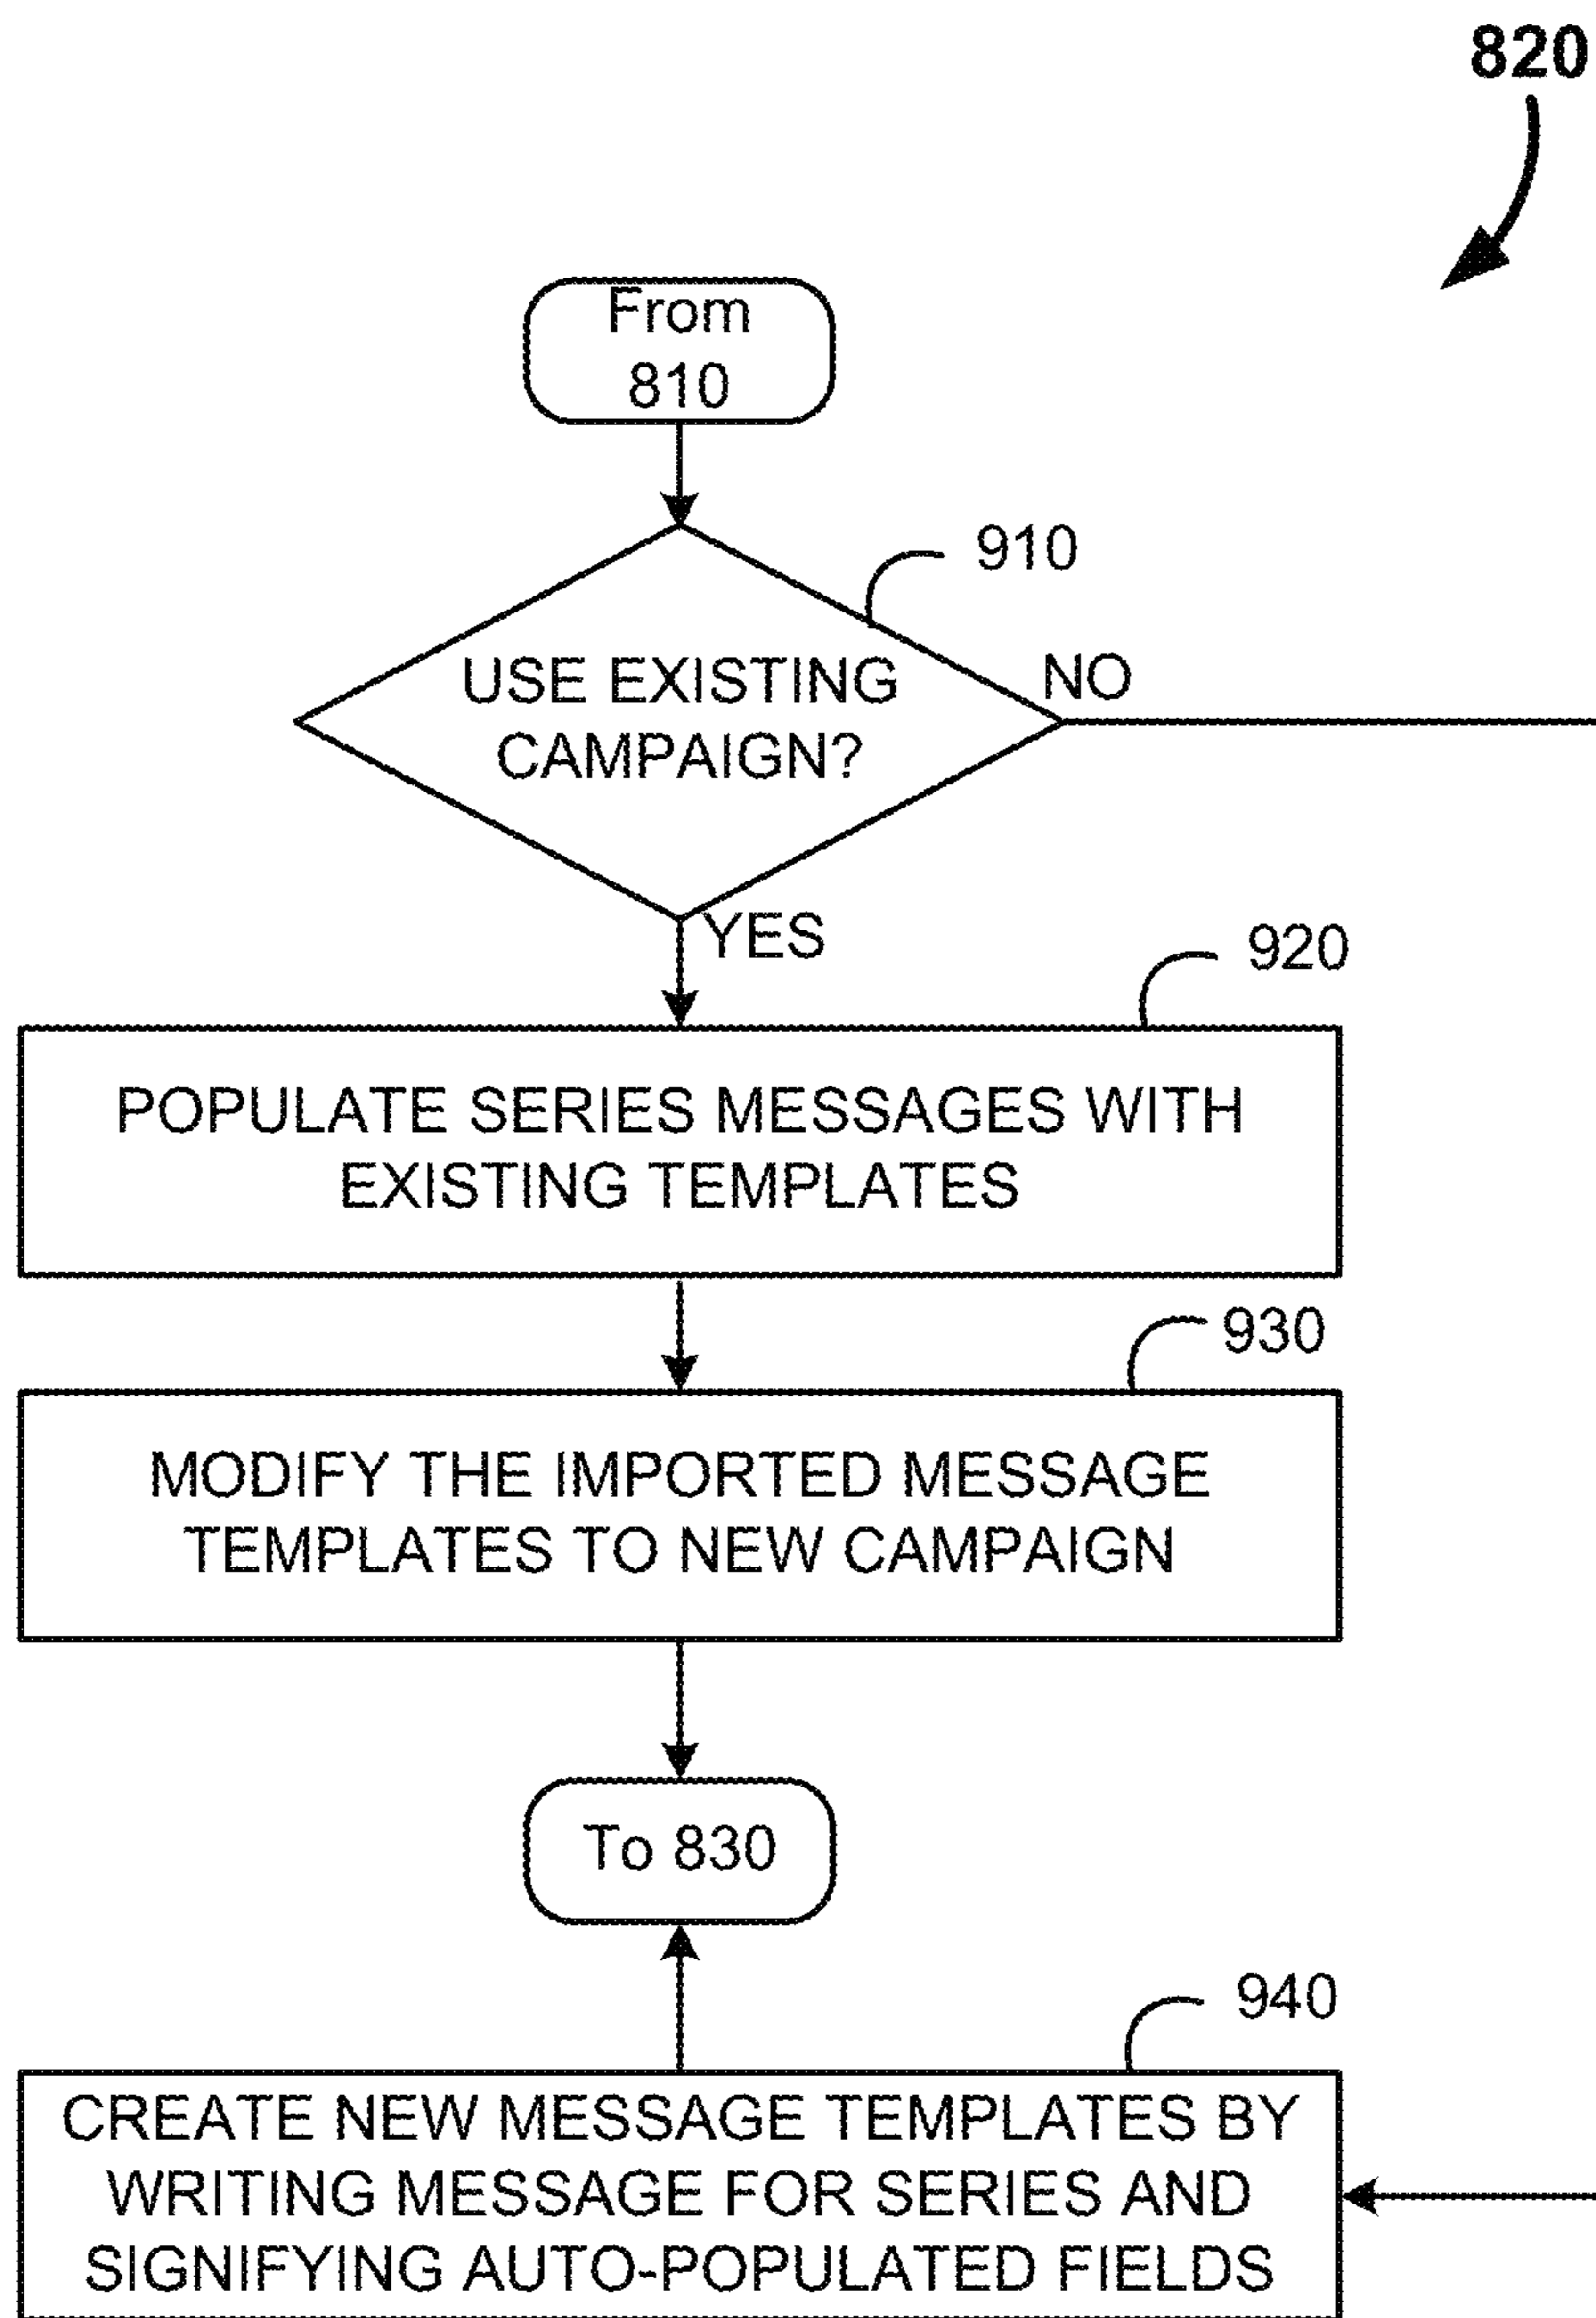 820
From
810
910
USE EXISTING
CAMPAIGN?
NO
YES
920
POPULATE SERIES MESSAGES WITH
EXISTING TEMPLATES
930
MODIFY THE IMPORTED MESSAGE
TEMPLATES TO NEW CAMPAIGN
To 830
940
CREATE NEW MESSAGE TEMPLATES BY
WRITING MESSAGE FOR SERIES AND
SIGNIFYING AUTO-POPULATED FIELDS